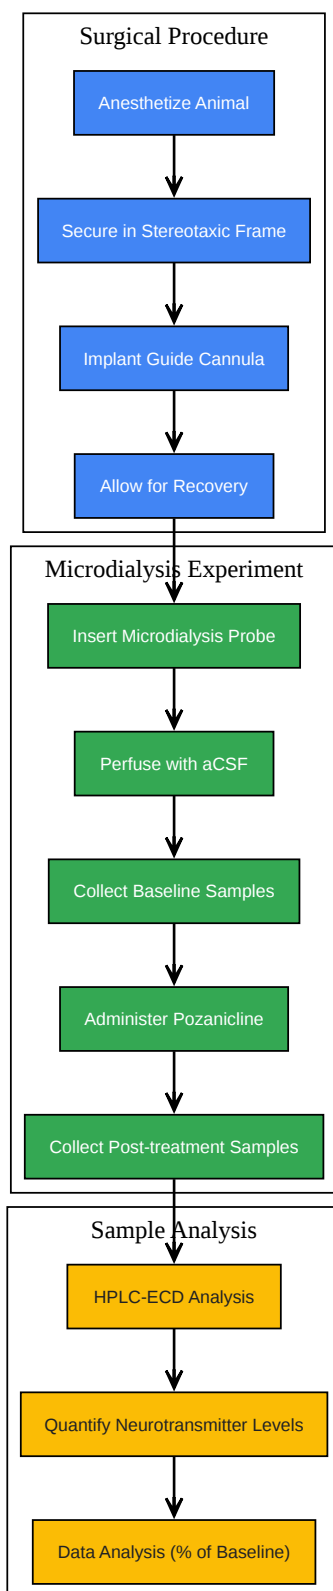 Surgical Procedure
Anesthetize Animal
Secure in Stereotaxic Frame
Implant Guide Cannula
Allow for Recovery
Microdialysis Experiment
Insert Microdialysis Probe
Perfuse with aCSF
Collect Baseline Samples
Administer Pozanicline
Collect Post-treatment Samples
Sample Analysis
HPLC-ECD Analysis
Quantify Neurotransmitter Levels
Data Analysis (% of Baseline)